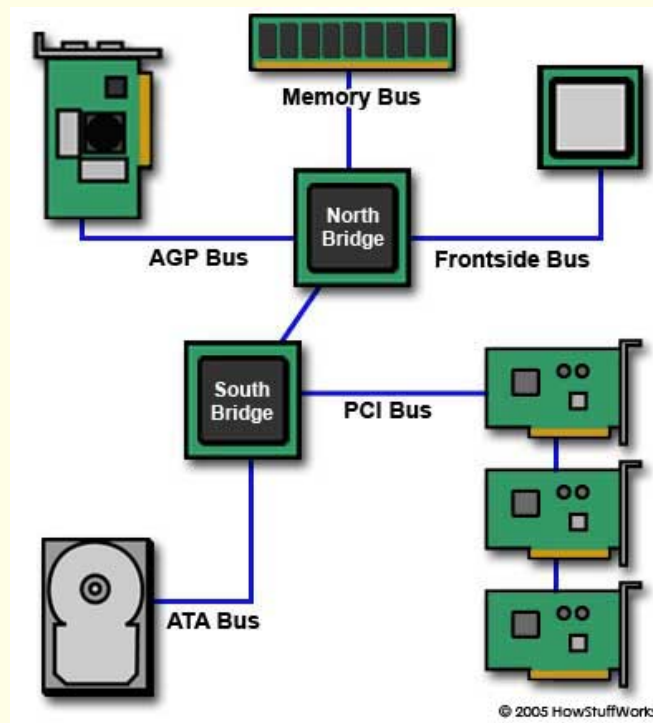 Memory Bus
North
Bridge
AGP Bus
Frontside Bus
South
Bridge
PCI Bus
ATA Bus
© 2005 HowStuffWorks